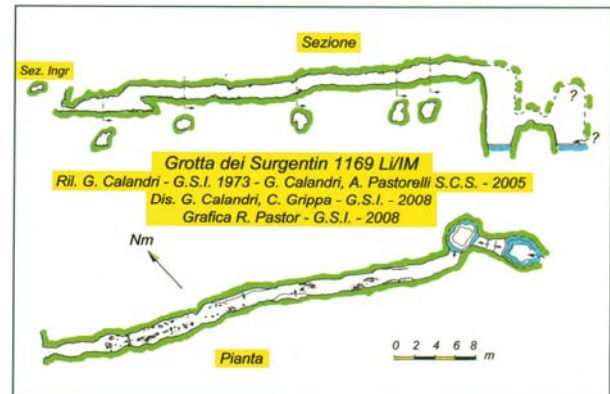 Sezione
Sez. Ingr
?
?
Grotta dei Surgentin 1169 Li/IM
Ril. G. Calandri - G.S.I. 1973 - G. Calandri, A. Pastorelli S.C.S. - 2005
Dis. G. Calandri, C. Grippa - G.S.I. - 2008
Grafica R. Pastor - G.S.I. - 2008
Nm
Pianta
0 2 4 6 8
m